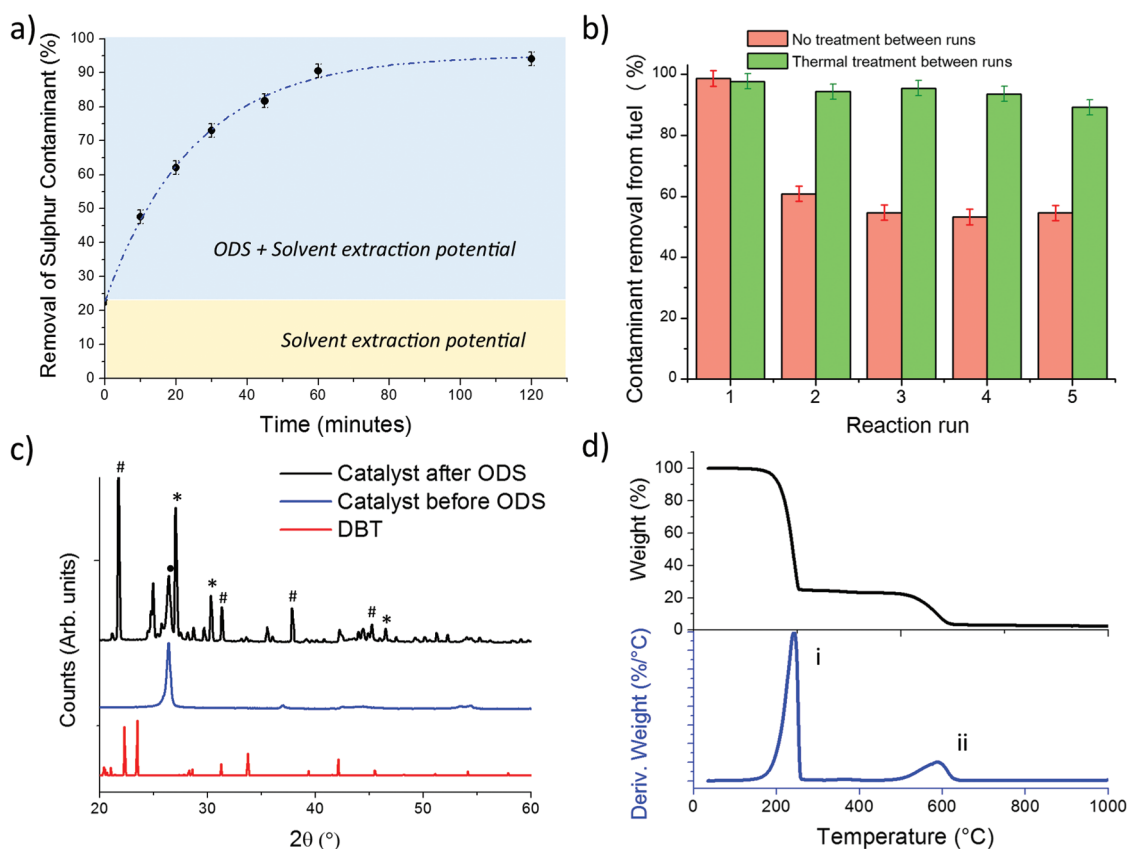 a)
Removal of Sulphur Contaminant (%)
100
90
80
70
60
50
40
30
20
10
0
ODS + Solvent extraction potential
Solvent extraction potential
0 20 40 60 80 100 120
Time (minutes)
b)
No treatment between runs
Thermal treatment between runs
Contaminant removal from fuel (%)
100
80
60
40
20
0
1 2 3 4 5
Reaction run
c)
Catalyst after ODS
Catalyst before ODS
DBT
# * * # # # *
Counts (Arb. units)
20 30 40 50 60
2θ (°)
d)
Weight (%)
100
80
60
40
20
0
Deriv. Weight (%/°C)
i
ii
0 200 400 600 800 1000
Temperature (°C)